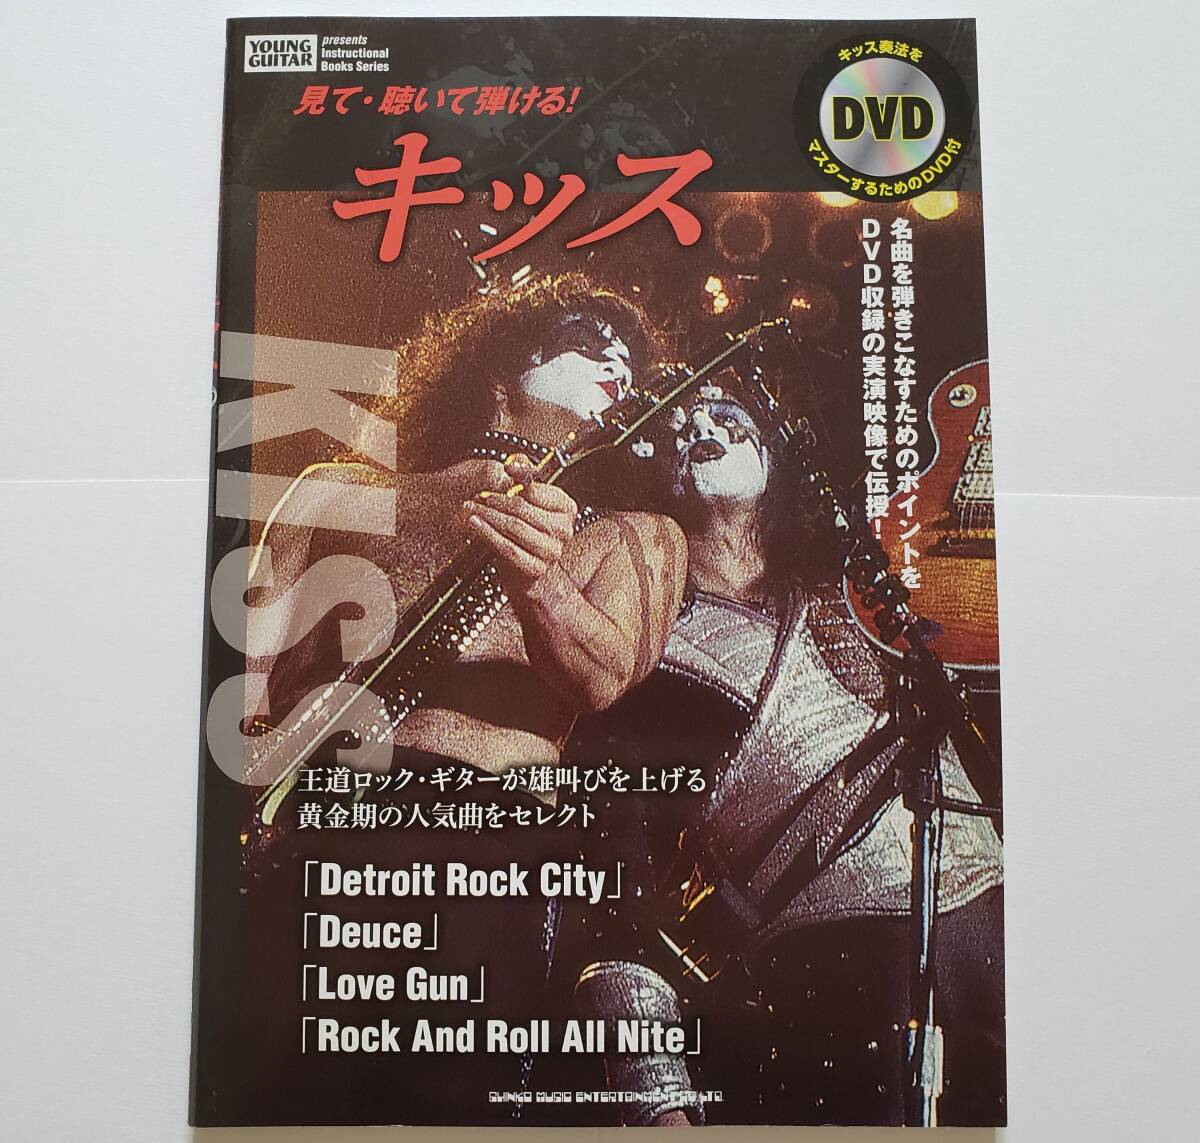 YOUNG
GUITAR
presents
Instructional
Books Series
見て・聴いて弾ける!
キッス
キッス奏法を
DVD
マスターするためのDVD付
名曲を弾きこなすためのポイントを
DVD収録の実演映像で伝授!
KISS
王道ロック・ギターが雄叫びを上げる
黄金期の人気曲をセレクト
「Detroit Rock City」
「Deuce」
「Love Gun」
「Rock And Roll All Nite」
SHINKO MUSIC ENTERTAINMENT CO.,LTD.